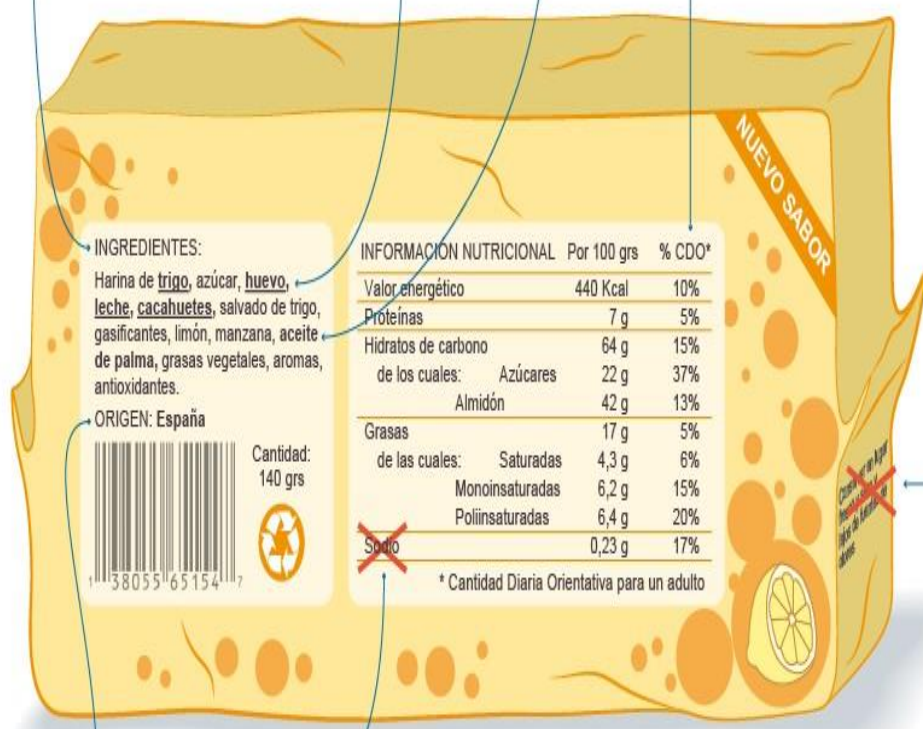 NUEVO SABOR
INGREDIENTES:
Harina de trigo, azúcar, huevo,
leche, cacahuetes, salvado de trigo,
gasificantes, limón, manzana, aceite
de palma, grasas vegetales, aromas,
antioxidantes.
ORIGEN: España
Cantidad:
140 grs
1 38055 65154 7
INFORMACIÓN NUTRICIONAL Por 100 grs % CDO*
Valor energético 440 Kcal 10%
Proteínas 7 g 5%
Hidratos de carbono 64 g 15%
de los cuales: Azúcares 22 g 37%
Almidón 42 g 13%
Grasas 17 g 5%
de las cuales: Saturadas 4,3 g 6%
Monoinsaturadas 6,2 g 15%
Poliinsaturadas 6,4 g 20%
Sodio 0,23 g 17%
* Cantidad Diaria Orientativa para un adulto